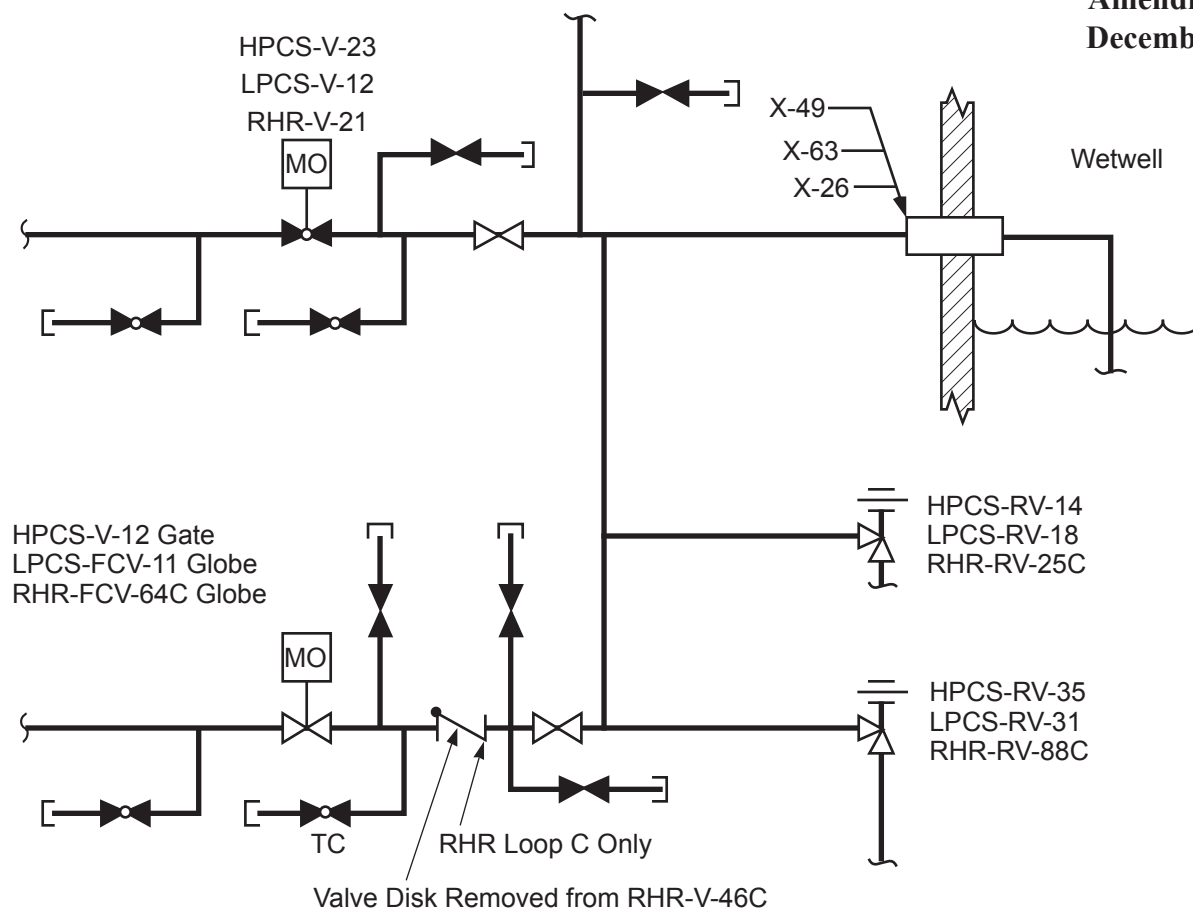 HPCS-V-23
LPCS-V-12
RHR-V-21
MO
X-49
X-63
X-26
Wetwell
HPCS-RV-14
LPCS-RV-18
RHR-RV-25C
HPCS-V-12 Gate
LPCS-FCV-11 Globe
RHR-FCV-64C Globe
MO
HPCS-RV-35
LPCS-RV-31
RHR-RV-88C
TC
RHR Loop C Only
Valve Disk Removed from RHR-V-46C